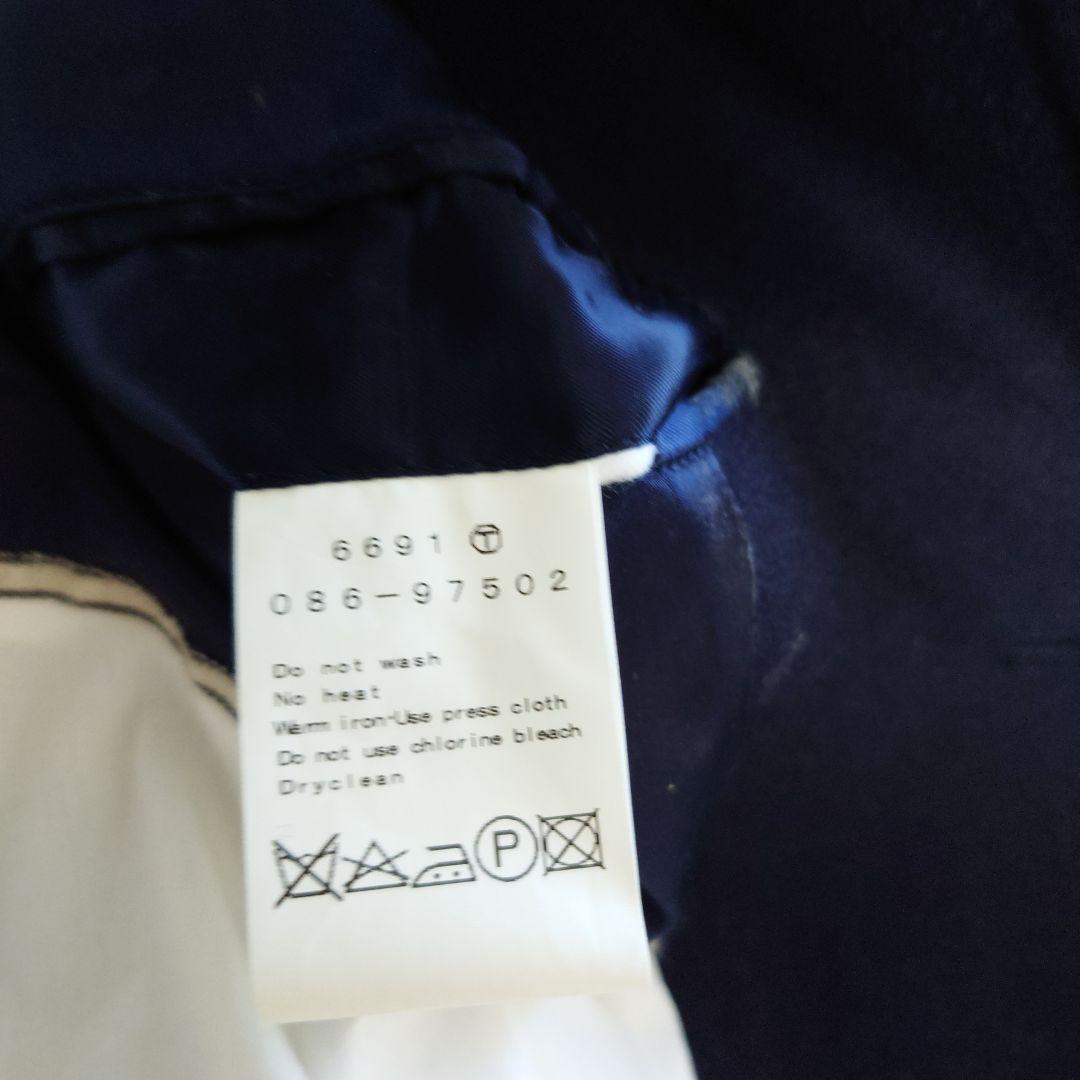 6691 Ⓣ
086-97502
Do not wash
No heat
Warm iron-Use press cloth
Do not use chlorine bleach
Dryclean
P